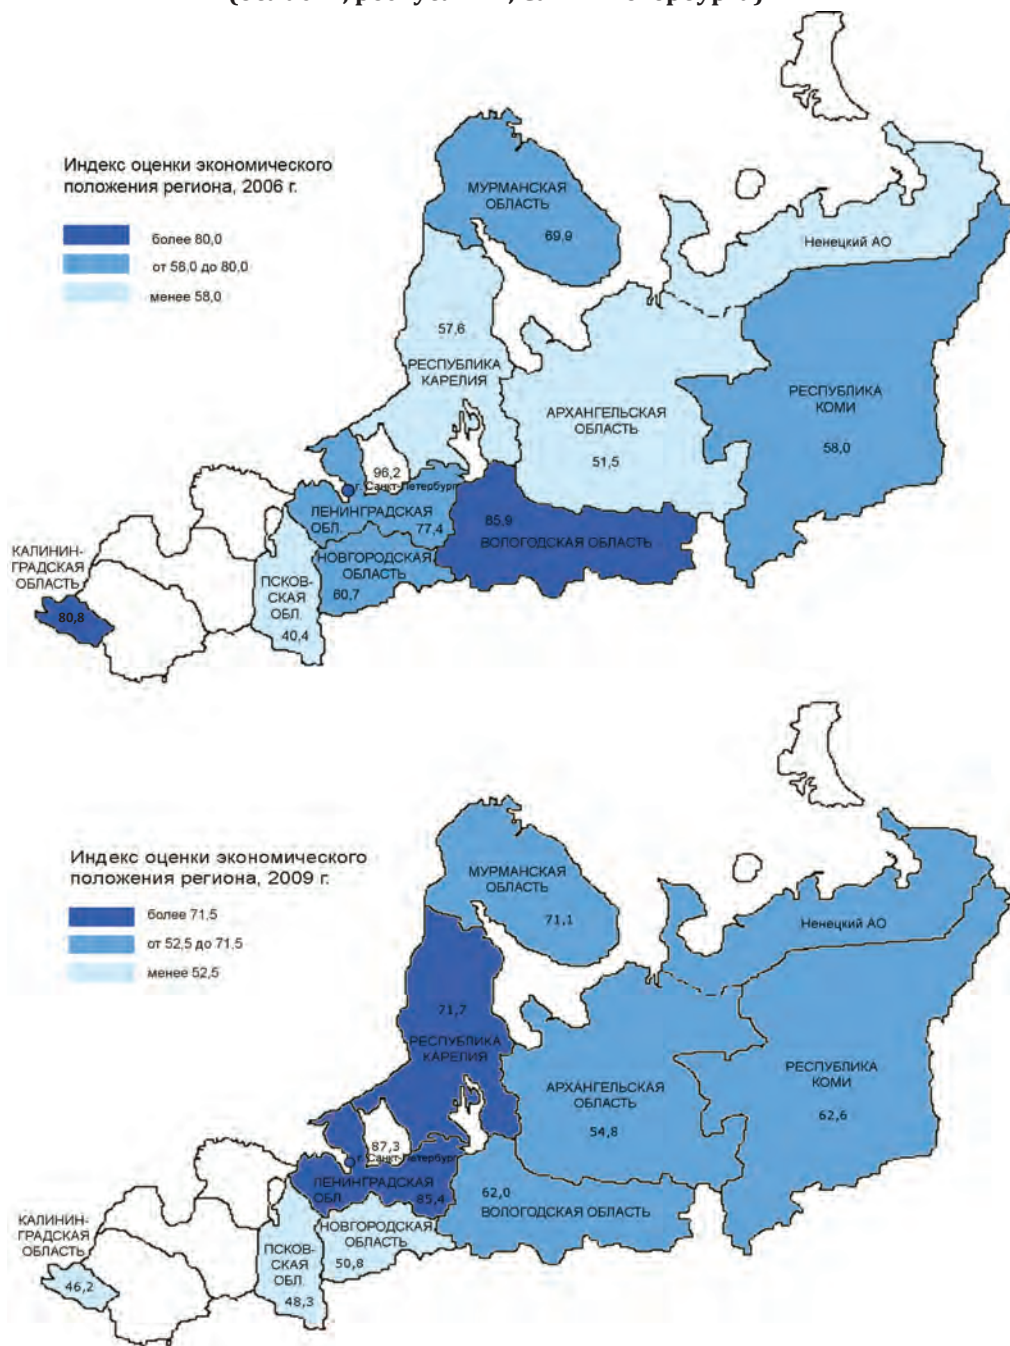 Индекс оценки экономического
положения региона, 2006 г.
более 80,0
от 58,0 до 80,0
менее 58,0
МУРМАНСКАЯ
ОБЛАСТЬ
69,9
Ненецкий АО
57,6
РЕСПУБЛИКА
КАРЕЛИЯ
РЕСПУБЛИКА
КОМИ
58,0
АРХАНГЕЛЬСКАЯ
ОБЛАСТЬ
51,5
96,2
г. Санкт-Петербург
ЛЕНИНГРАДСКАЯ
ОБЛ.
77,4
85,9
ВОЛОГОДСКАЯ ОБЛАСТЬ
НОВГОРОДСКАЯ
ОБЛАСТЬ
60,7
КАЛИНИН-
ГРАДСКАЯ
ОБЛАСТЬ
80,8
ПСКОВ-
СКАЯ
ОБЛ.
40,4
Индекс оценки экономического
положения региона, 2009 г.
более 71,5
от 52,5 до 71,5
менее 52,5
МУРМАНСКАЯ
ОБЛАСТЬ
71,1
Ненецкий АО
71,7
РЕСПУБЛИКА
КАРЕЛИЯ
РЕСПУБЛИКА
КОМИ
62,6
АРХАНГЕЛЬСКАЯ
ОБЛАСТЬ
54,8
87,3
г. Санкт-Петербург
ЛЕНИНГРАДСКАЯ
ОБЛ.
85,4
62,0
ВОЛОГОДСКАЯ ОБЛАСТЬ
НОВГОРОДСКАЯ
ОБЛАСТЬ
50,8
КАЛИНИН-
ГРАДСКАЯ
ОБЛАСТЬ
46,2
ПСКОВ-
СКАЯ
ОБЛ.
48,3